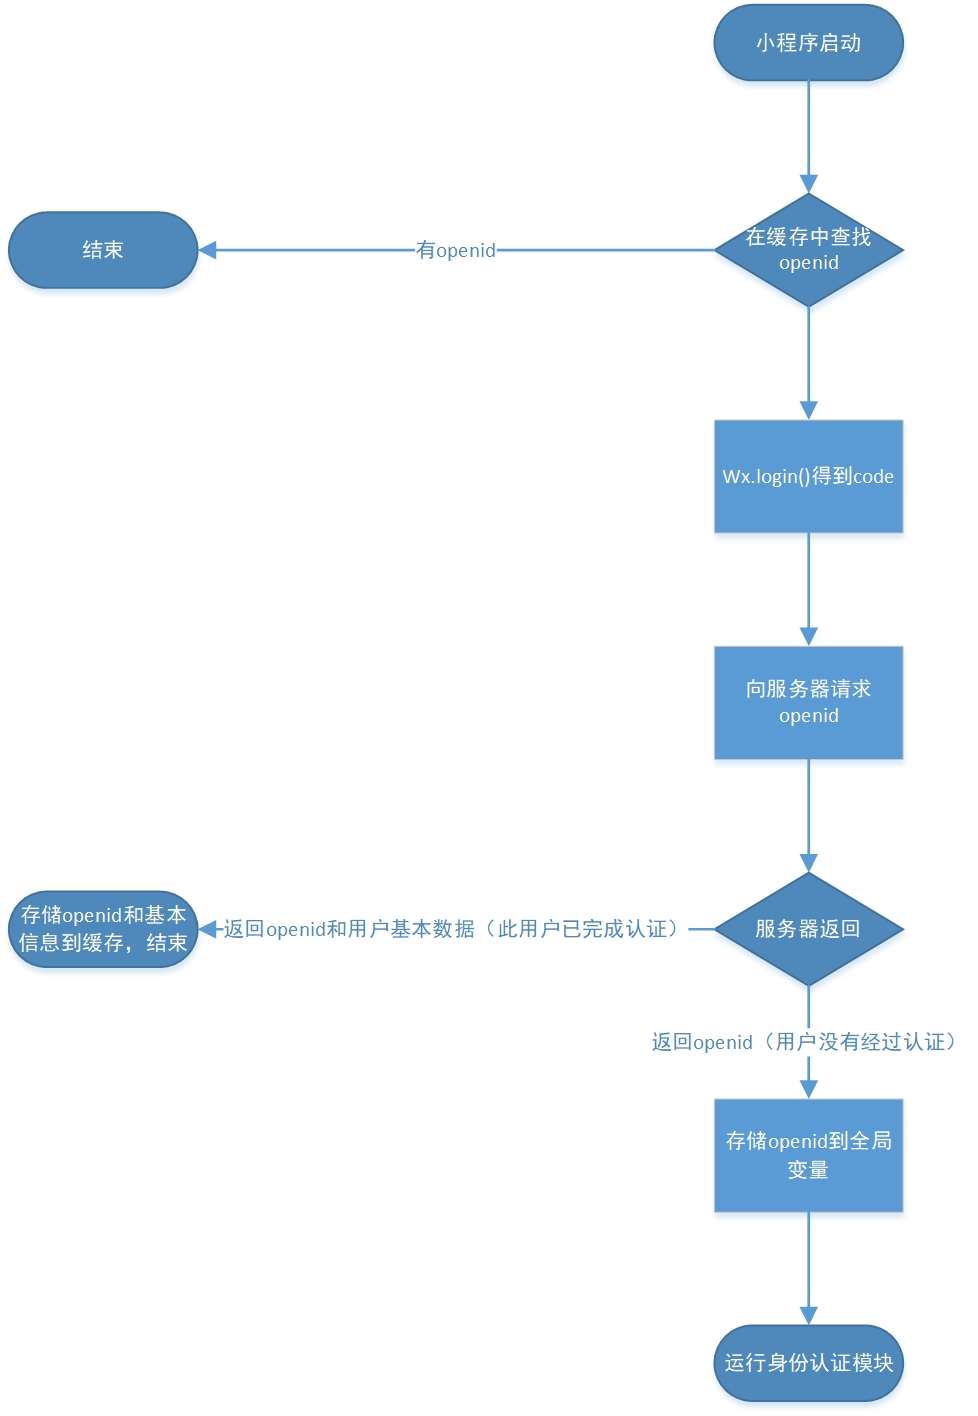 小程序启动
在缓存中查找
openid
有openid
结束
Wx.login()得到code
向服务器请求
openid
服务器返回
返回openid和用户基本数据（此用户已完成认证）
存储openid和基本
信息到缓存，结束
返回openid（用户没有经过认证）
存储openid到全局
变量
运行身份认证模块